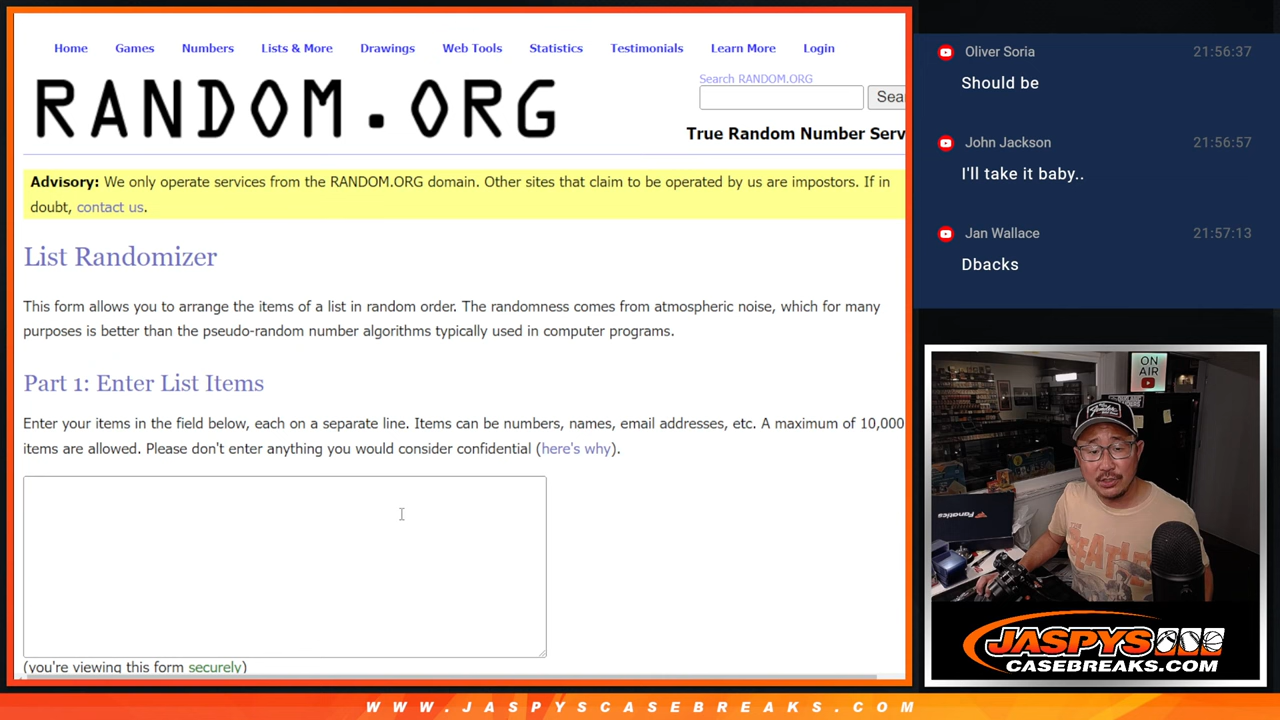 Home Games Numbers Lists & More Drawings Web Tools Statistics Testimonials Learn More Login
RANDOM.ORG
Search RANDOM.ORG
True Random Number Serv
Advisory: We only operate services from the RANDOM.ORG domain. Other sites that claim to be operated by us are impostors. If in
doubt, contact us.
List Randomizer
This form allows you to arrange the items of a list in random order. The randomness comes from atmospheric noise, which for many
purposes is better than the pseudo-random number algorithms typically used in computer programs.
Part 1: Enter List Items
Enter your items in the field below, each on a separate line. Items can be numbers, names, email addresses, etc. A maximum of 10,000
items are allowed. Please don't enter anything you would consider confidential (here's why).
(you're viewing this form securely)
Oliver Soria 21:56:37
Should be
John Jackson 21:56:57
I'll take it baby..
Jan Wallace 21:57:13
Dbacks
ON
AIR
Fanatics
JASPYS
CASEBREAKS.COM
WWW.JASPYSCASEBREAKS.COM